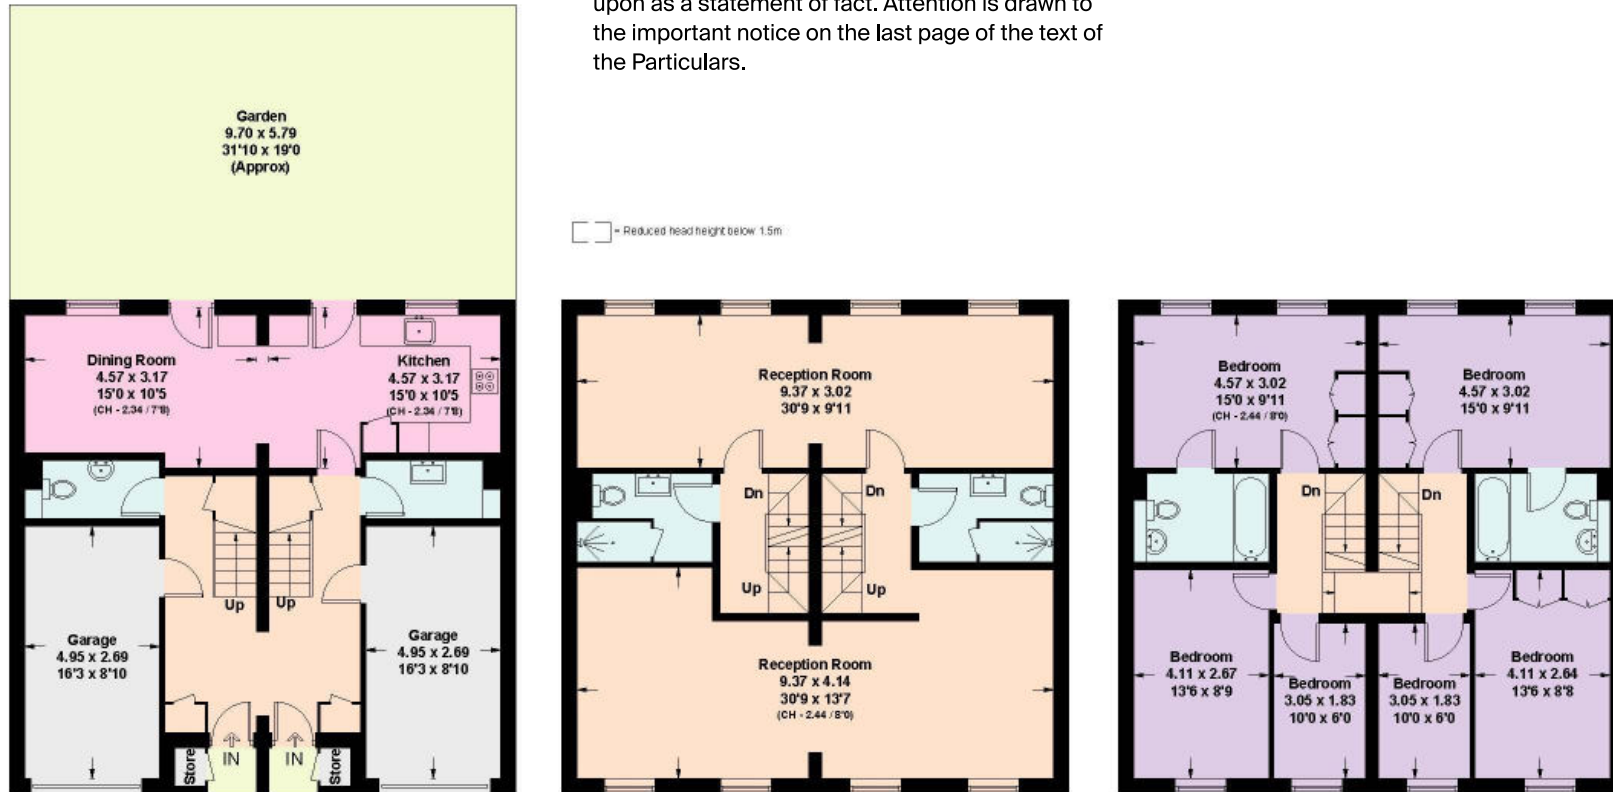 upon as a statement of fact. Attention is drawn to
the important notice on the last page of the text of
the Particulars.
Garden
9.70 x 5.79
31'10 x 19'0
(Approx)
= Reduced head height below 1.5m
Dining Room
4.57 x 3.17
15'0 x 10'5
(CH - 2.34 / 7'8)
Kitchen
4.57 x 3.17
15'0 x 10'5
(CH - 2.34 / 7'8)
Up
Up
Garage
4.95 x 2.69
16'3 x 8'10
Garage
4.95 x 2.69
16'3 x 8'10
Store
IN
IN
Store
Reception Room
9.37 x 3.02
30'9 x 9'11
Dn
Dn
Up
Up
Reception Room
9.37 x 4.14
30'9 x 13'7
(CH - 2.44 / 8'0)
Bedroom
4.57 x 3.02
15'0 x 9'11
(CH - 2.44 / 8'0)
Bedroom
4.57 x 3.02
15'0 x 9'11
Dn
Dn
Bedroom
4.11 x 2.67
13'6 x 8'9
Bedroom
3.05 x 1.83
10'0 x 6'0
Bedroom
3.05 x 1.83
10'0 x 6'0
Bedroom
4.11 x 2.64
13'6 x 8'8